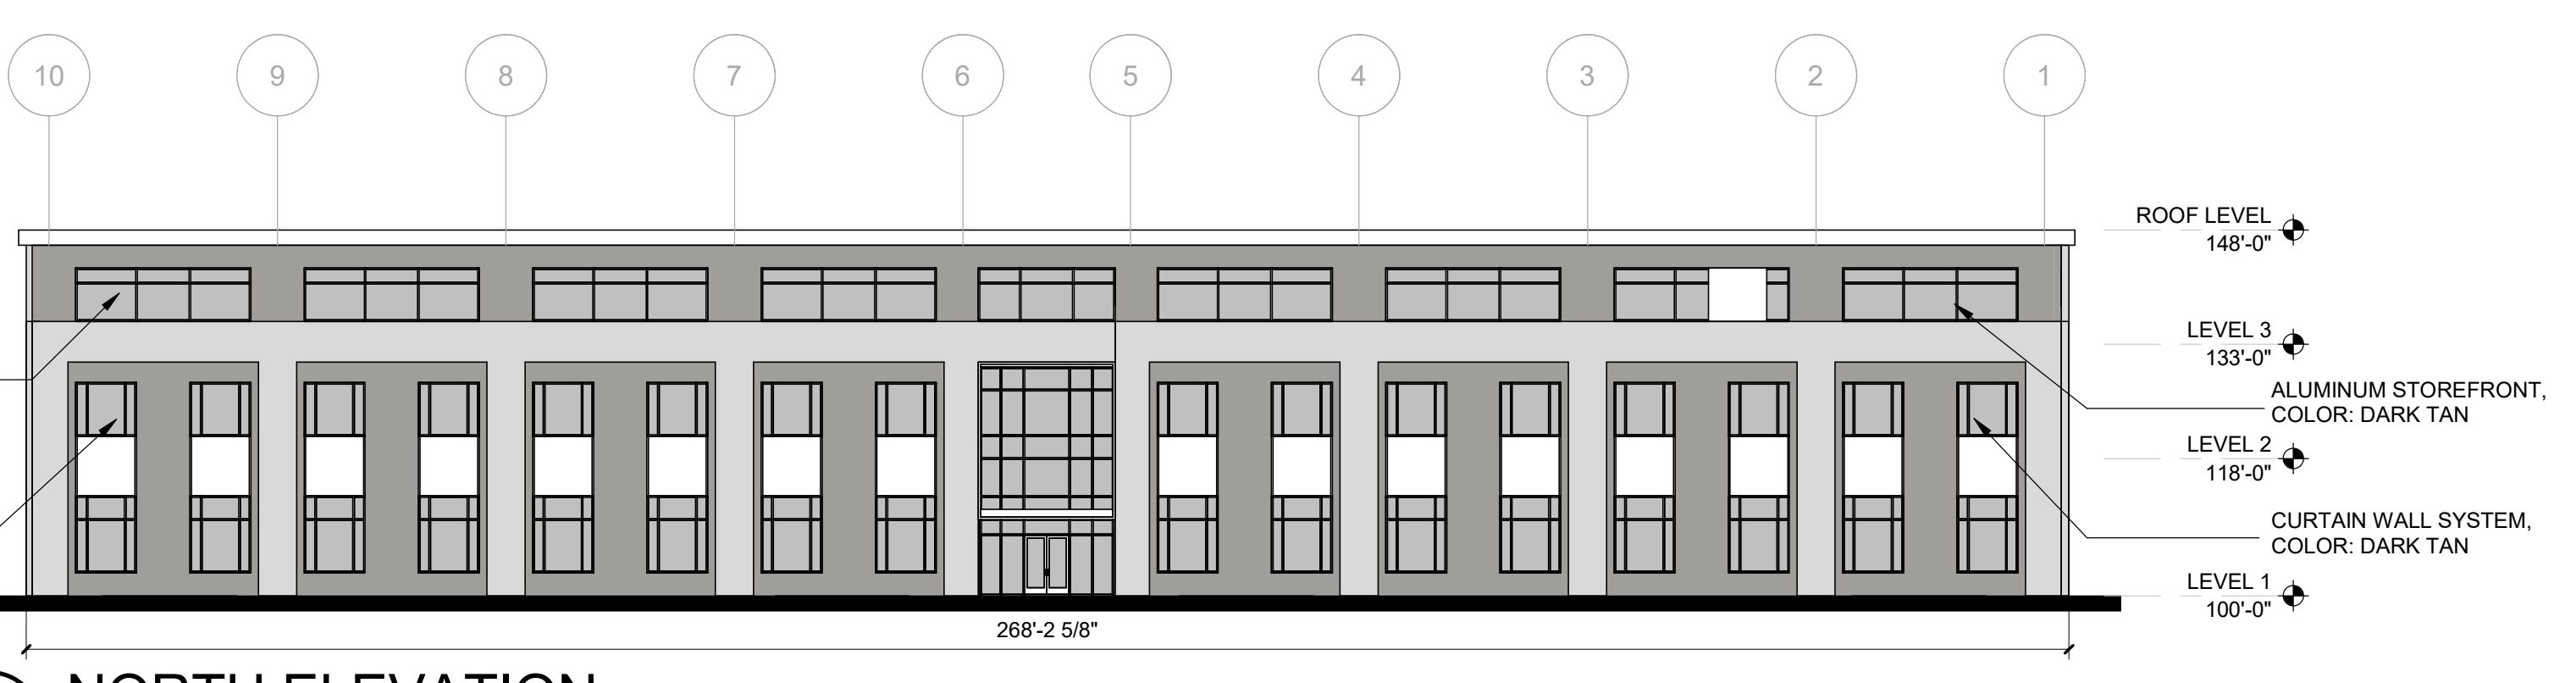 10 9 8 7 6 5 4 3 2 1
ROOF LEVEL
148'-0"
LEVEL 3
133'-0"
ALUMINUM STOREFRONT,
COLOR: DARK TAN
LEVEL 2
118'-0"
CURTAIN WALL SYSTEM,
COLOR: DARK TAN
LEVEL 1
100'-0"
268'-2 5/8"
NORTH ELEVATION